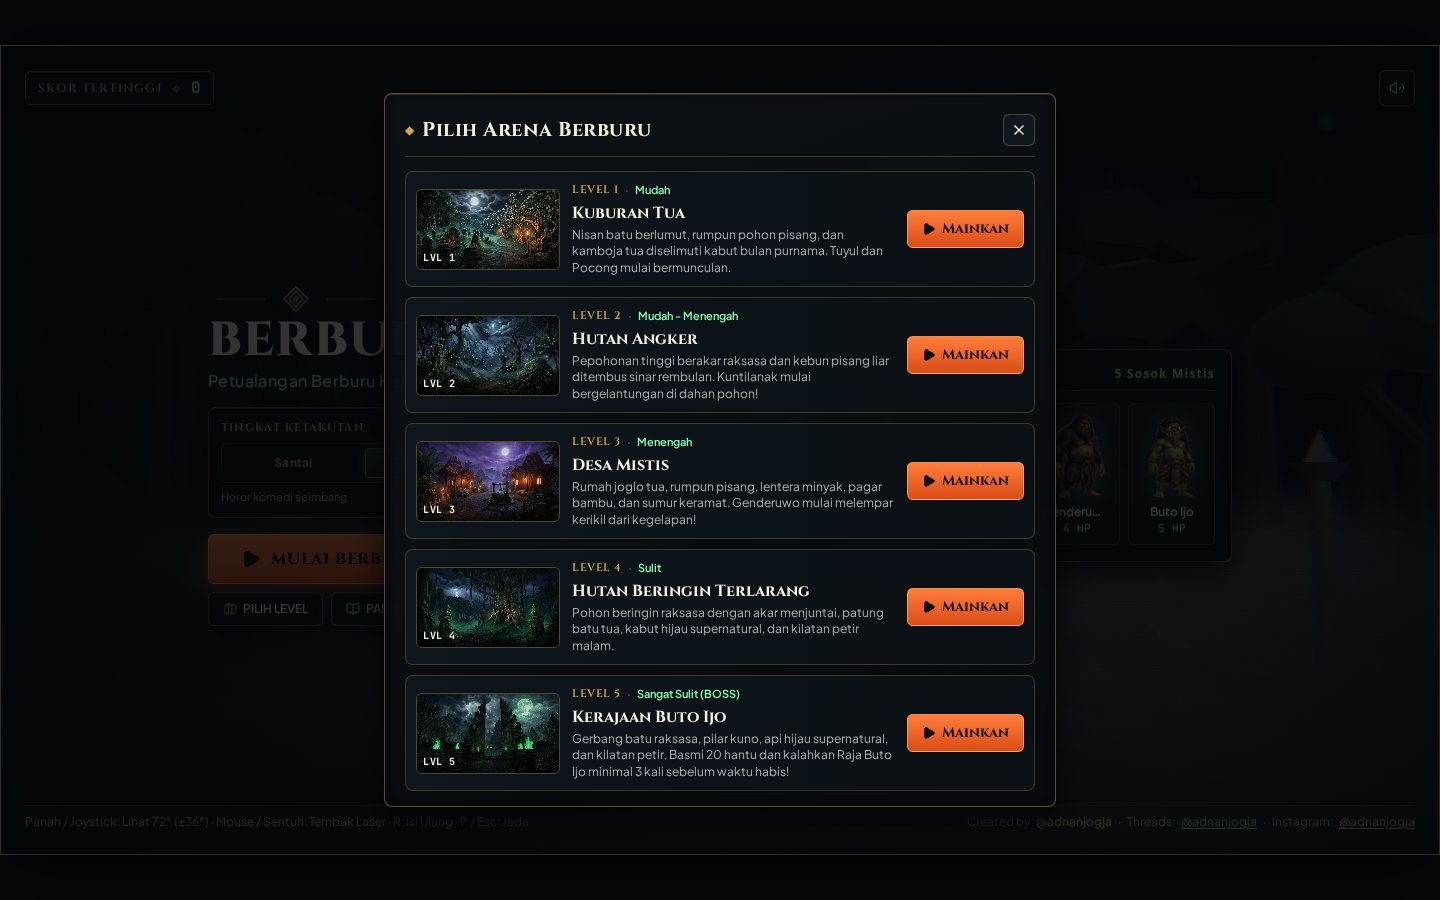 SKOR TERTINGGI ◆ 0
◆ PILIH ARENA BERBURU
LEVEL 1 · Mudah
KUBURAN TUA
Nisan batu berlumut, rumpun pohon pisang, dan
kamboja tua diselimuti kabut bulan purnama. Tuyul dan
Pocong mulai bermunculan.
LVL 1
MAINKAN
LEVEL 2 · Mudah - Menengah
HUTAN ANGKER
Pepohonan tinggi berakar raksasa dan kebun pisang liar
ditembus sinar rembulan. Kuntilanak mulai
bergelantungan di dahan pohon!
LVL 2
MAINKAN
LEVEL 3 · Menengah
DESA MISTIS
Rumah joglo tua, rumpun pisang, lentera minyak, pagar
bambu, dan sumur keramat. Genderuwo mulai melempar
kerikil dari kegelapan!
LVL 3
MAINKAN
LEVEL 4 · Sulit
HUTAN BERINGIN TERLARANG
Pohon beringin raksasa dengan akar menjuntai, patung
batu tua, kabut hijau supernatural, dan kilatan petir
malam.
LVL 4
MAINKAN
LEVEL 5 · Sangat Sulit (BOSS)
KERAJAAN BUTO IJO
Gerbang batu raksasa, pilar kuno, api hijau supernatural,
dan kilatan petir. Basmi 20 hantu dan kalahkan Raja Buto
Ijo minimal 3 kali sebelum waktu habis!
LVL 5
MAINKAN
BERBU
Petualangan Berburu
TINGKAT KETAKUTAN
Santai
Horor komedi seimbang
MULAI BERB
PILIH LEVEL
PA
5 Sosok Mistis
enderu...
4 HP
Buto Ijo
5 HP
Panah / Joystick: Lihat 72° (±36°) · Mouse / Sentuh: Tembak Laser · R: Isi Ulang · P / Esc: Jeda
Created by @adnanjogja · Threads: @adnanjogja · Instagram: @adnanjogja